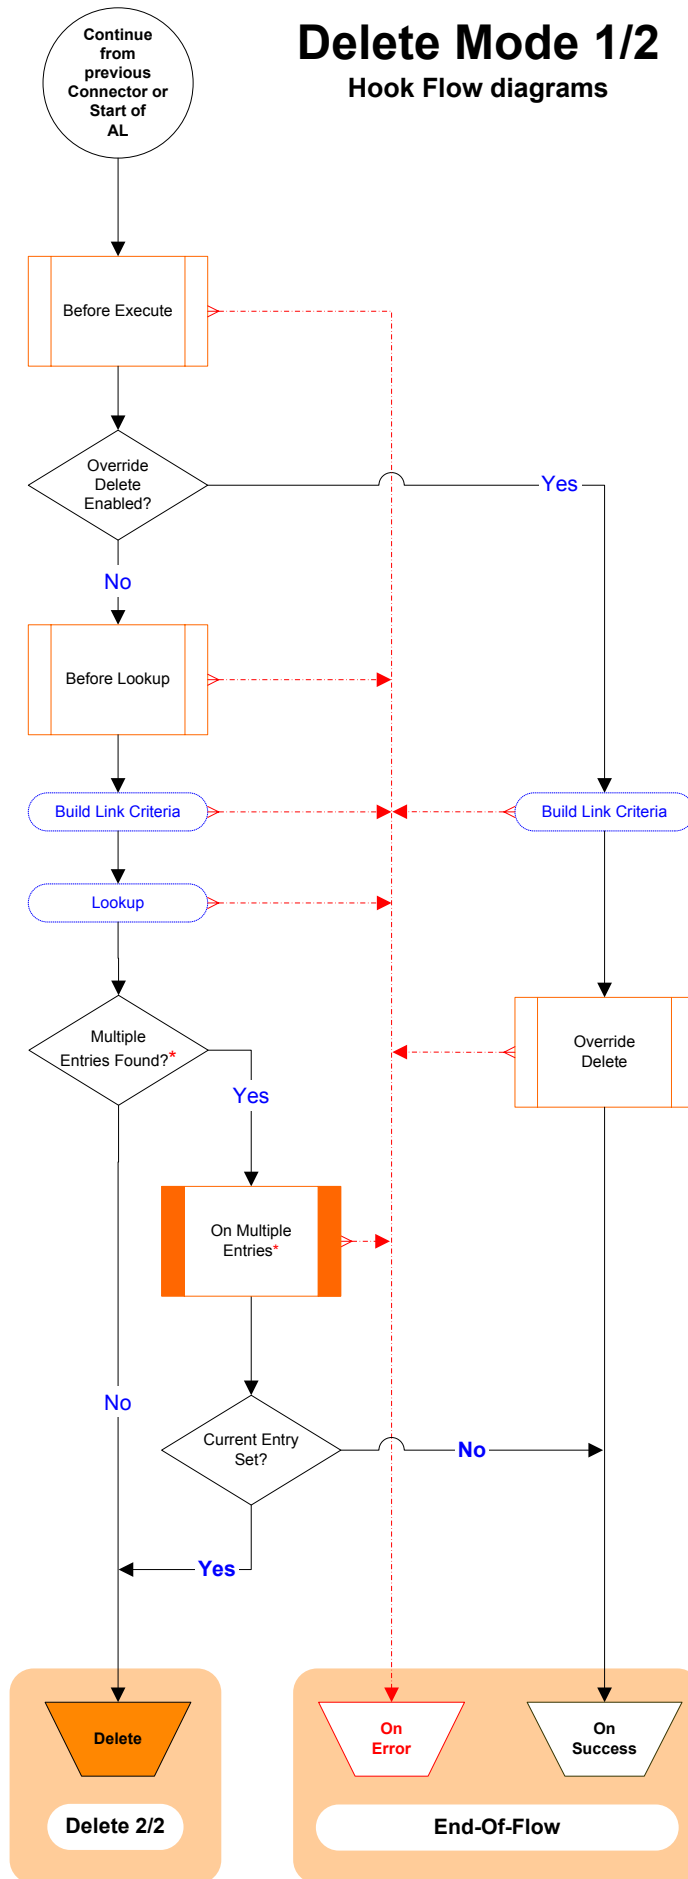 Delete Mode 1/2
Hook Flow diagrams
Continue
from
previous
Connector or
Start of
AL
Before Execute
Override
Delete
Enabled?
Yes
No
Before Lookup
Build Link Criteria
Build Link Criteria
Lookup
Multiple
Entries Found?*
Override
Delete
Yes
On Multiple
Entries*
No
Current Entry
Set?
No
Yes
Delete
On
Error
On
Success
Delete 2/2
End-Of-Flow